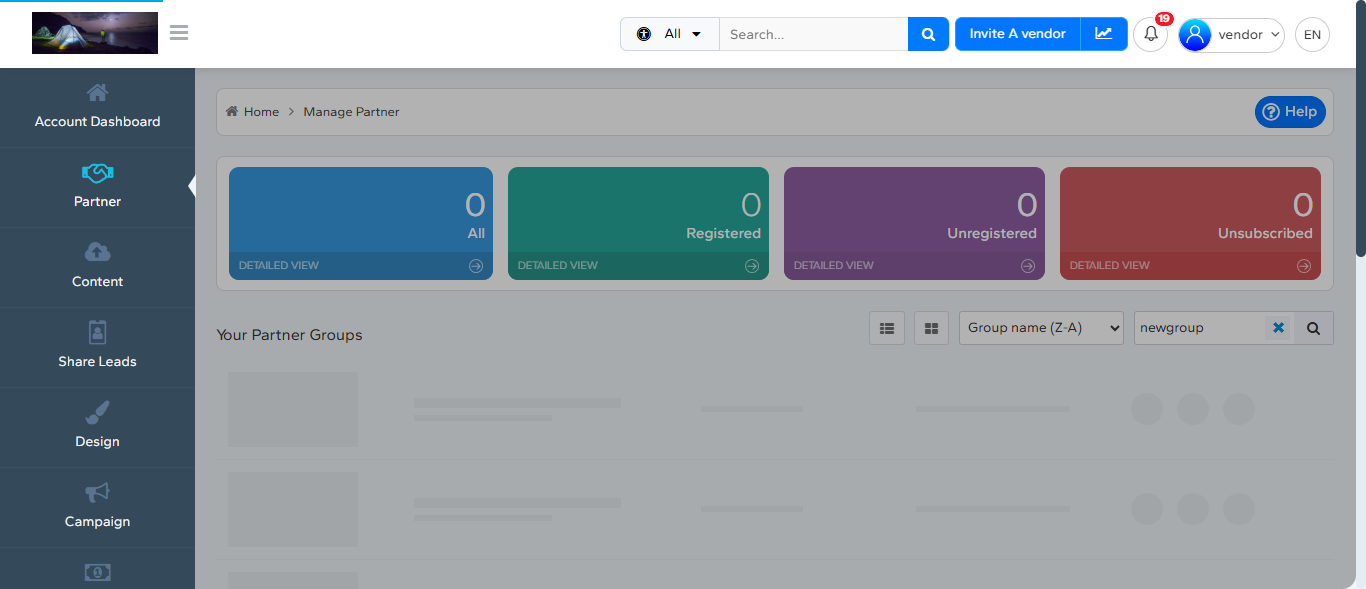 All
Search...
Invite A vendor
19
vendor
EN
Account Dashboard
Partner
Content
Share Leads
Design
Campaign
Home > Manage Partner
Help
0
All
DETAILED VIEW
0
Registered
DETAILED VIEW
0
Unregistered
DETAILED VIEW
0
Unsubscribed
DETAILED VIEW
Your Partner Groups
Group name (Z-A)
newgroup